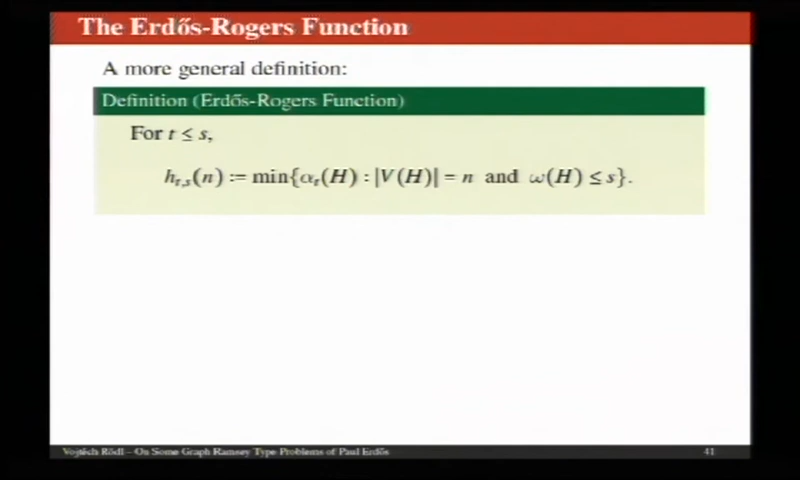 The Erdős-Rogers Function
A more general definition:
Definition (Erdős-Rogers Function)
For t ≤ s,
h_{t,s}(n) := min{α_t(H) : |V(H)| = n and ω(H) ≤ s}.
Vojtěch Rödl – On Some Graph Ramsey Type Problems of Paul Erdős
41